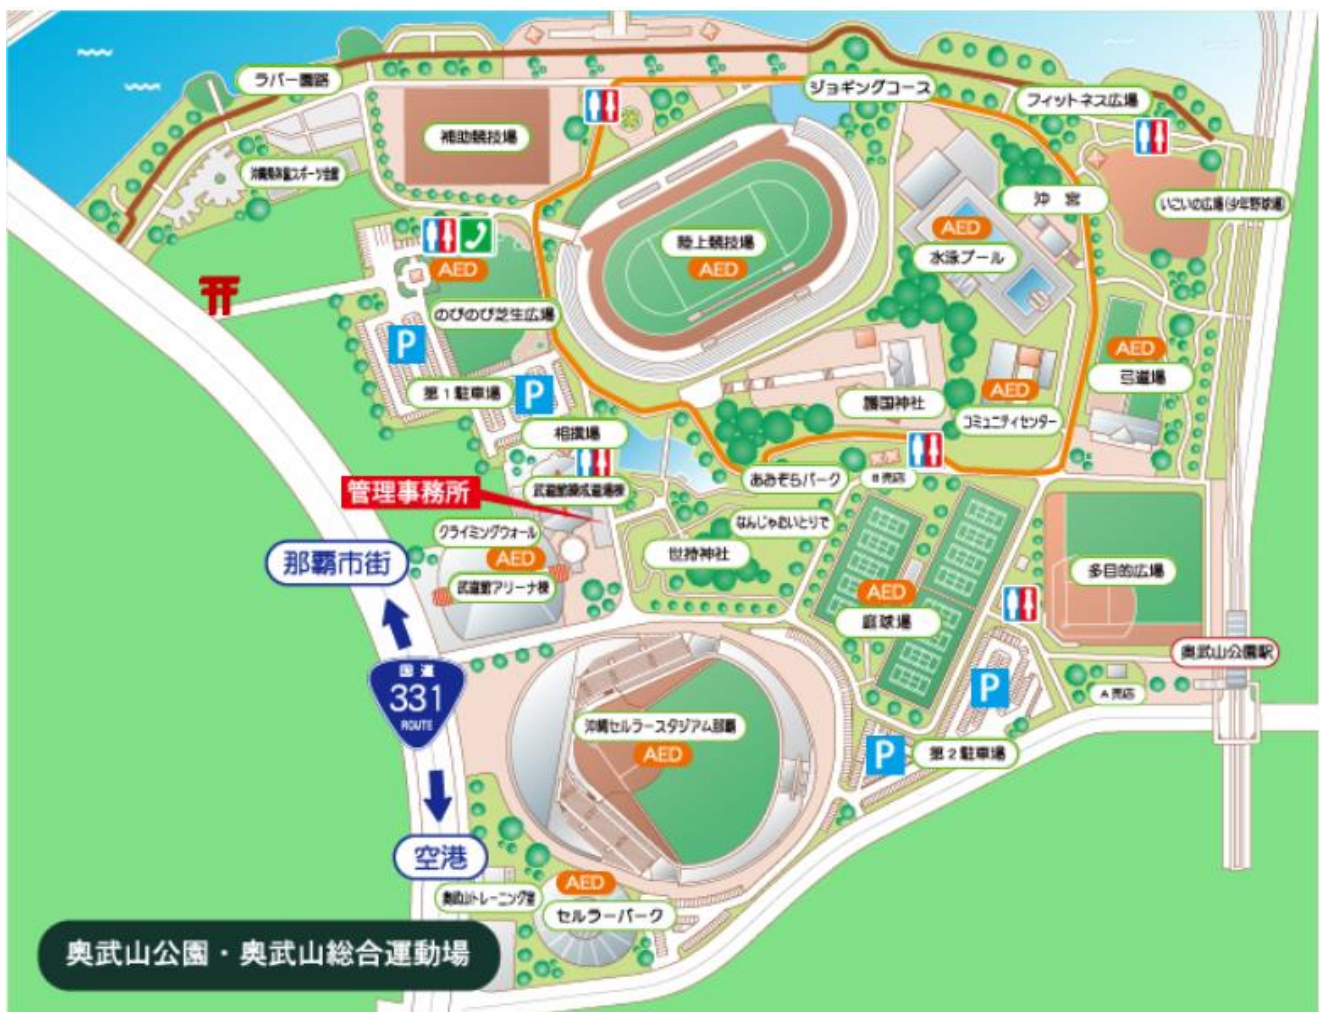 ラバー園路
ジョギングコース
フィットネス広場
補助競技場
沖縄県体協スポーツ会館
沖宮
いこいの広場(少年野球場)
陸上競技場
AED
AED
水泳プール
AED
のびのび芝生広場
P
AED
弓道場
第1駐車場
P
AED
護国神社
コミュニティセンター
相撲場
あみぞらパーク
B売店
管理事務所
武道館錬成道場棟
なんじゃおいとりで
クライミングウォール
AED
世持神社
那覇市街
武道館アリーナ棟
AED
庭球場
多目的広場
奥武山公園駅
国道
331
ROUTE
P
A売店
沖縄セルラースタジアム那覇
AED
P
第2駐車場
空港
AED
奥武山トレーニング室
セルラーパーク
奥武山公園・奥武山総合運動場